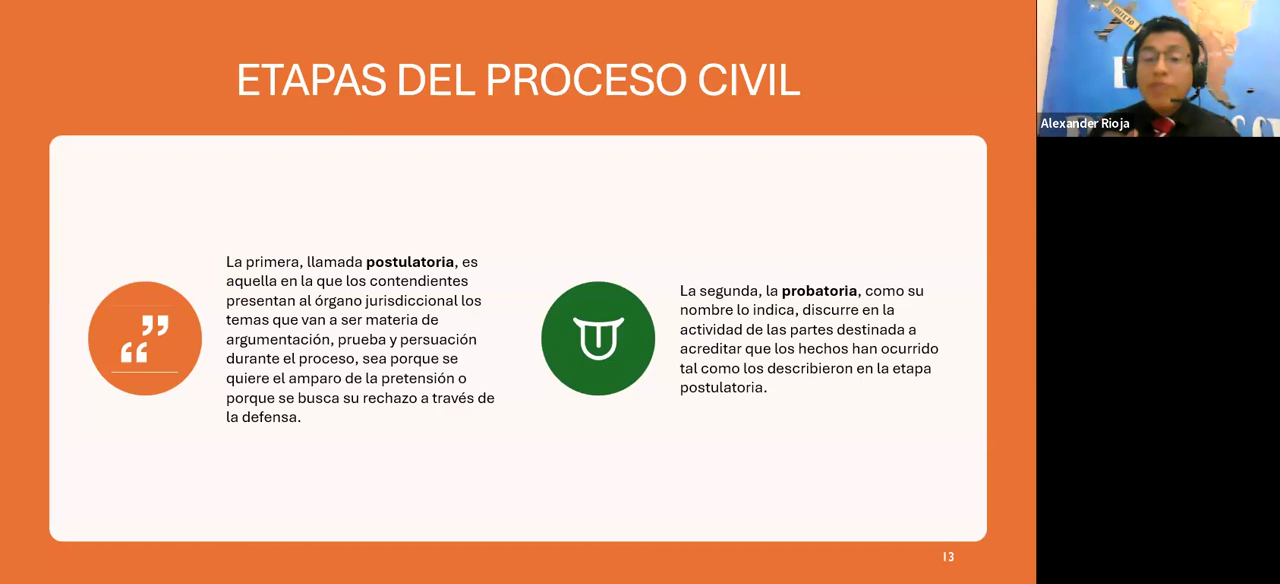 ETAPAS DEL PROCESO CIVIL
La primera, llamada postulatoria, es
aquella en la que los contendientes
presentan al órgano jurisdiccional los
temas que van a ser materia de
argumentación, prueba y persuación
durante el proceso, sea porque se
quiere el amparo de la pretensión o
porque se busca su rechazo a través de
la defensa.
La segunda, la probatoria, como su
nombre lo indica, discurre en la
actividad de las partes destinada a
acreditar que los hechos han ocurrido
tal como los describieron en la etapa
postulatoria.
13
Alexander Rioja